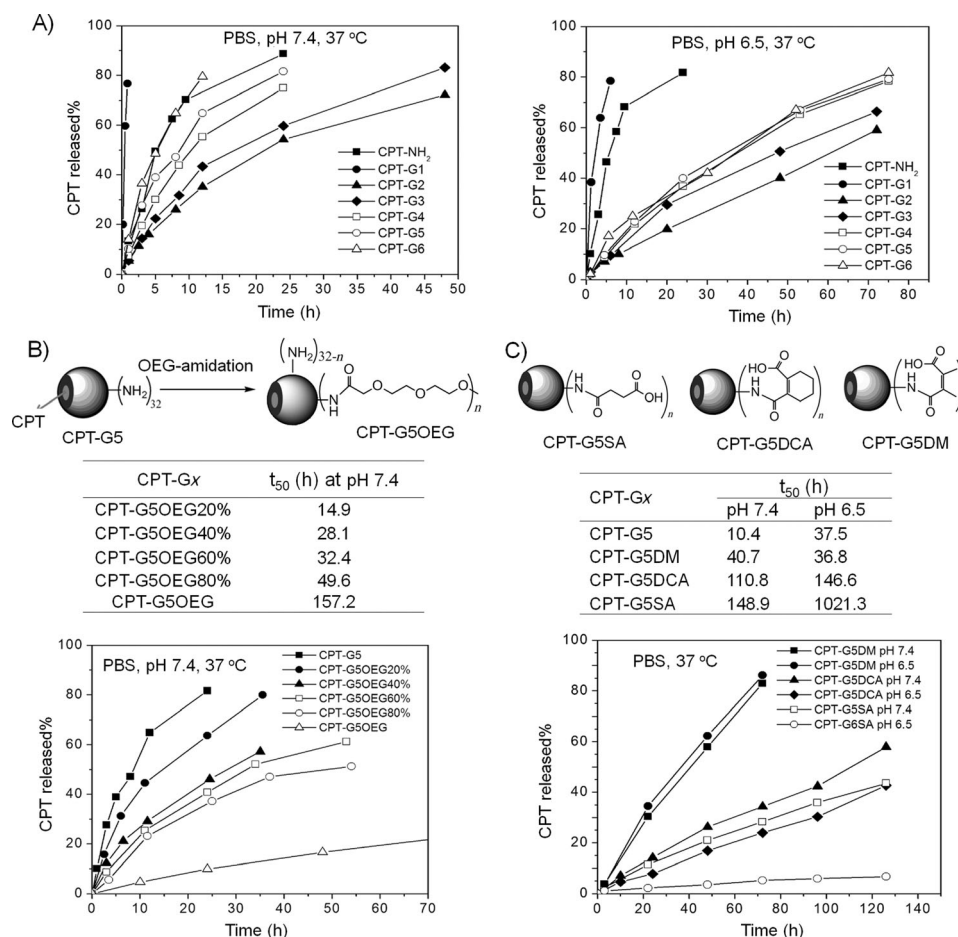 A)
PBS, pH 7.4, 37 °C
CPT released%
100
80
60
40
20
0
CPT-NH2
CPT-G1
CPT-G2
CPT-G3
CPT-G4
CPT-G5
CPT-G6
0 5 10 15 20 25 30 35 40 45 50
Time (h)
PBS, pH 6.5, 37 °C
CPT released%
100
80
60
40
20
0
CPT-NH2
CPT-G1
CPT-G2
CPT-G3
CPT-G4
CPT-G5
CPT-G6
0 10 20 30 40 50 60 70 80 85
Time (h)
B)
OEG-amidation
(NH2)32
CPT
CPT-G5
(NH2)32-n
N
H
O
O
O
O
n
CPT-G5OEG
CPT-Gx t50 (h) at pH 7.4
CPT-G5OEG20% 14.9
CPT-G5OEG40% 28.1
CPT-G5OEG60% 32.4
CPT-G5OEG80% 49.6
CPT-G5OEG 157.2
PBS, pH 7.4, 37 °C
CPT released%
100
80
60
40
20
0
CPT-G5
CPT-G5OEG20%
CPT-G5OEG40%
CPT-G5OEG60%
CPT-G5OEG80%
CPT-G5OEG
0 10 20 30 40 50 60 70
Time (h)
C)
H
N
O
O
OH
n
CPT-G5SA
HO
O
H
N
O
n
CPT-G5DCA
HO
O
H
N
O
CPT-G5DM
CPT-Gx t50 (h)
pH 7.4 pH 6.5
CPT-G5 10.4 37.5
CPT-G5DM 40.7 36.8
CPT-G5DCA 110.8 146.6
CPT-G5SA 148.9 1021.3
PBS, 37 °C
CPT released%
100
80
60
40
20
0
CPT-G5DM pH 7.4
CPT-G5DM pH 6.5
CPT-G5DCA pH 7.4
CPT-G5DCA pH 6.5
CPT-G5SA pH 7.4
CPT-G6SA pH 6.5
0 20 40 60 80 100 120 140
Time (h)